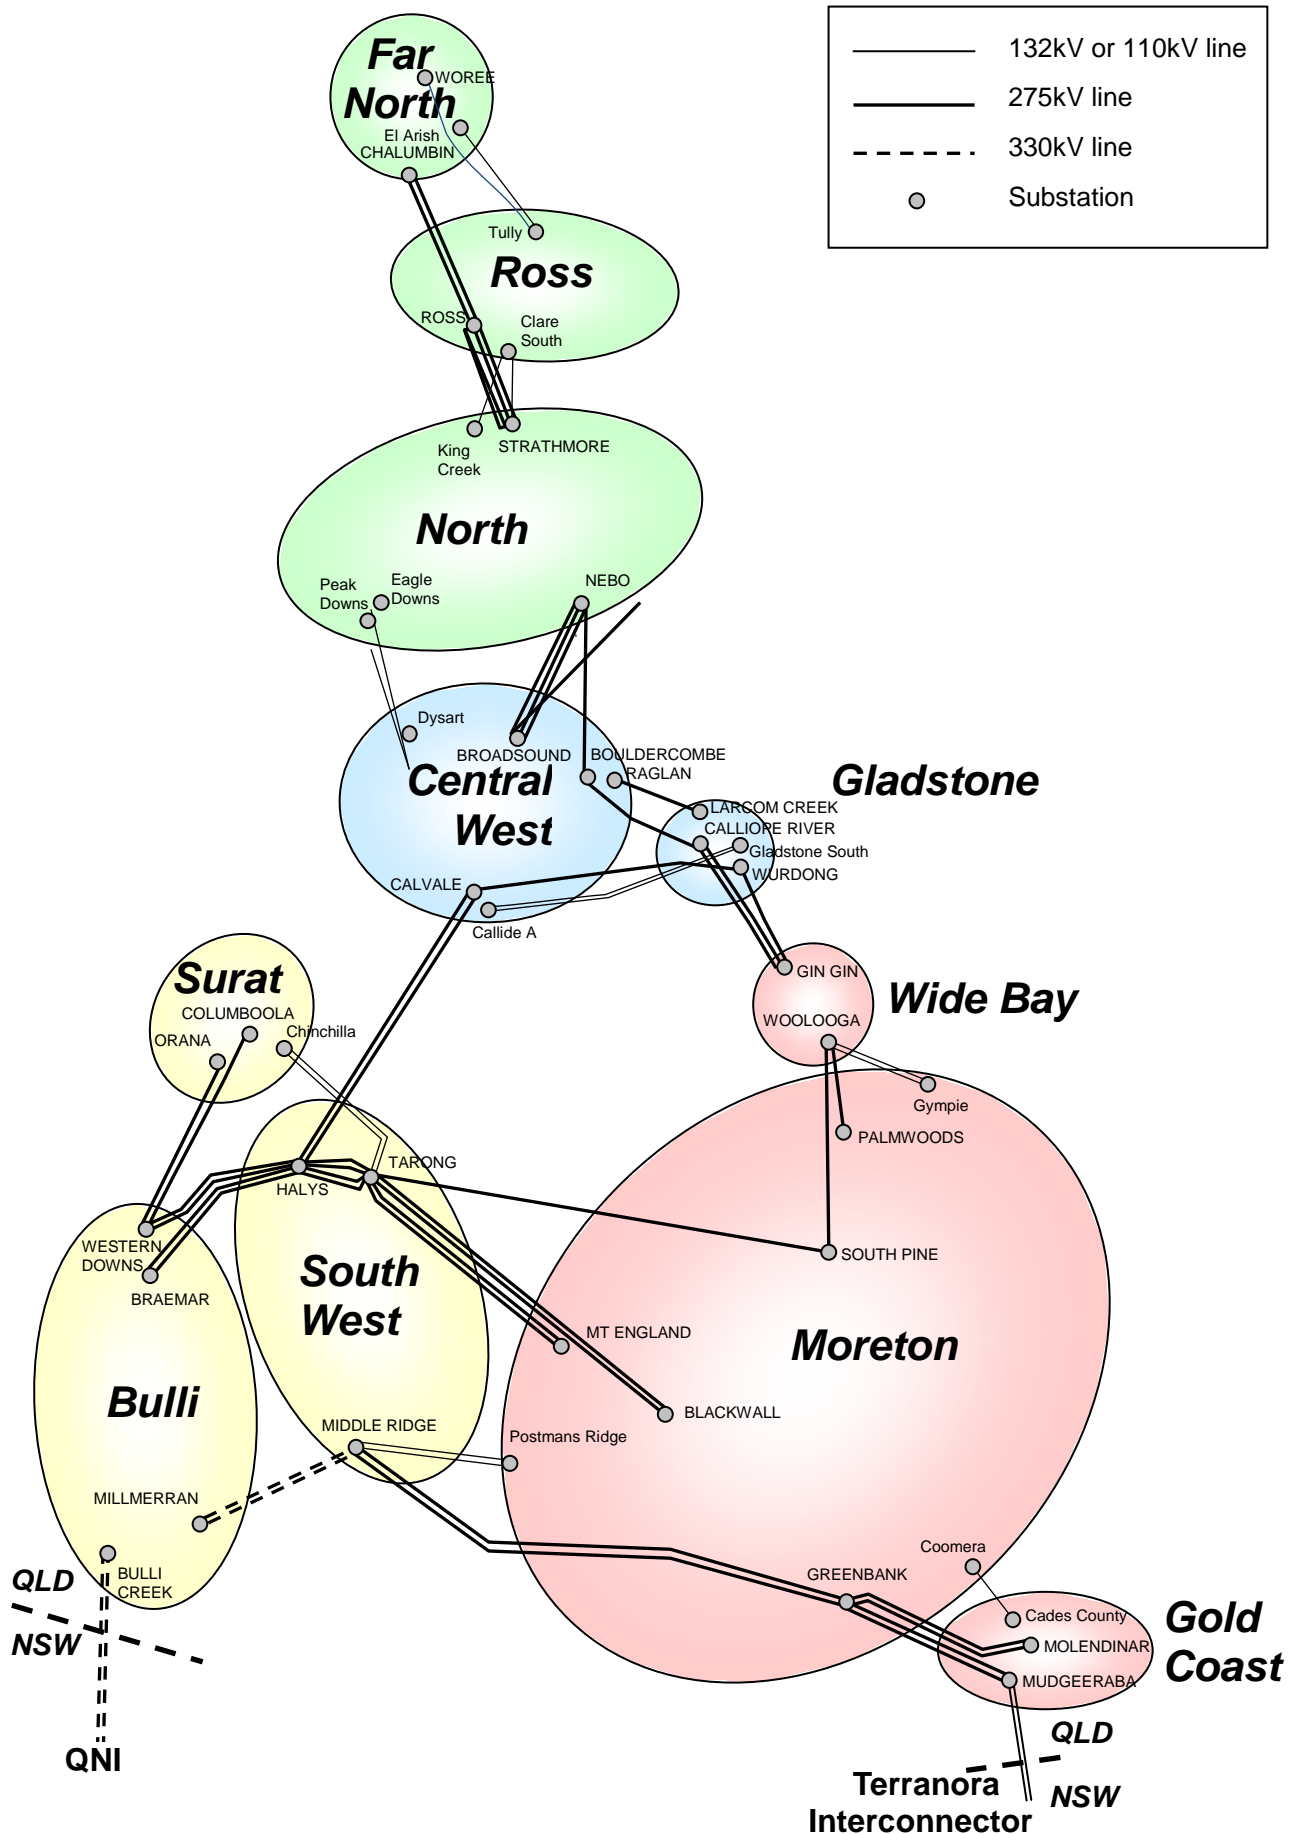 132kV or 110kV line
275kV line
330kV line
Substation
Far
North
WOREE
El Arish
CHALUMBIN
Tully
Ross
ROSS
Clare
South
King
Creek
STRATHMORE
North
Peak
Downs
Eagle
Downs
NEBO
Dysart
BROADSOUND
BOULDERCOMBE
RAGLAN
Central
West
Gladstone
LARCOM CREEK
CALLIOPE RIVER
Gladstone South
WURDONG
CALVALE
Callide A
Surat
COLUMBOOLA
ORANA
Chinchilla
GIN GIN
Wide Bay
WOOLOOGA
Gympie
PALMWOODS
TARONG
HALYS
WESTERN
DOWNS
BRAEMAR
South
West
SOUTH PINE
MT ENGLAND
Moreton
Bulli
BLACKWALL
MIDDLE RIDGE
Postmans Ridge
MILLMERRAN
BULLI
CREEK
QLD
NSW
QNI
Coomera
GREENBANK
Cades County
MOLENDINAR
MUDGEERABA
Gold
Coast
QLD
NSW
Terranora
Interconnector